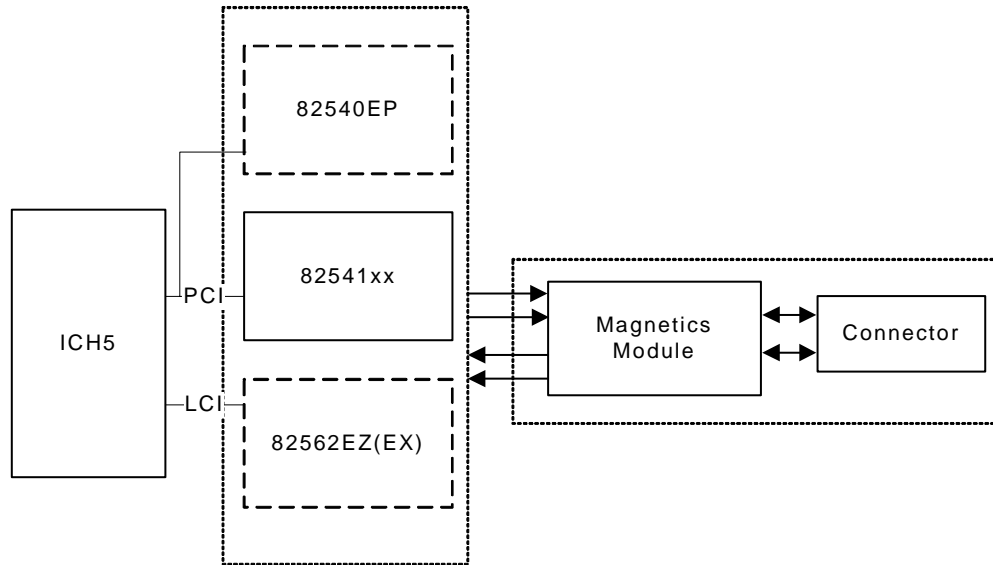 82540EP
82541xx
PCI
ICH5
Magnetics
Module
Connector
LCI
82562EZ(EX)